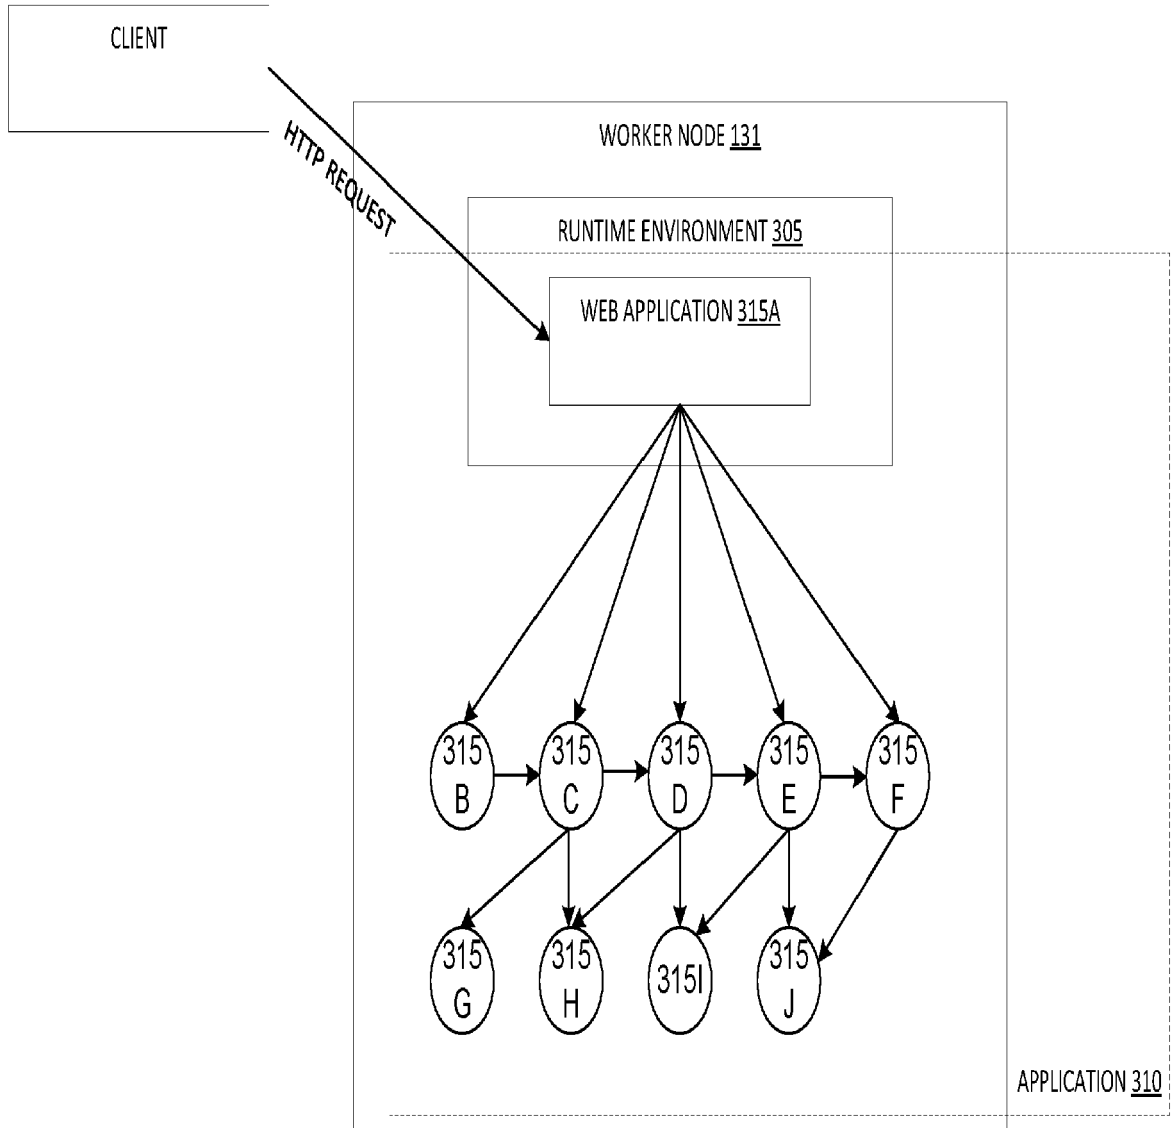 CLIENT
HTTP REQUEST
WORKER NODE 131
RUNTIME ENVIRONMENT 305
WEB APPLICATION 315A
315
B
315
C
315
D
315
E
315
F
315
G
315
H
315I
315
J
APPLICATION 310